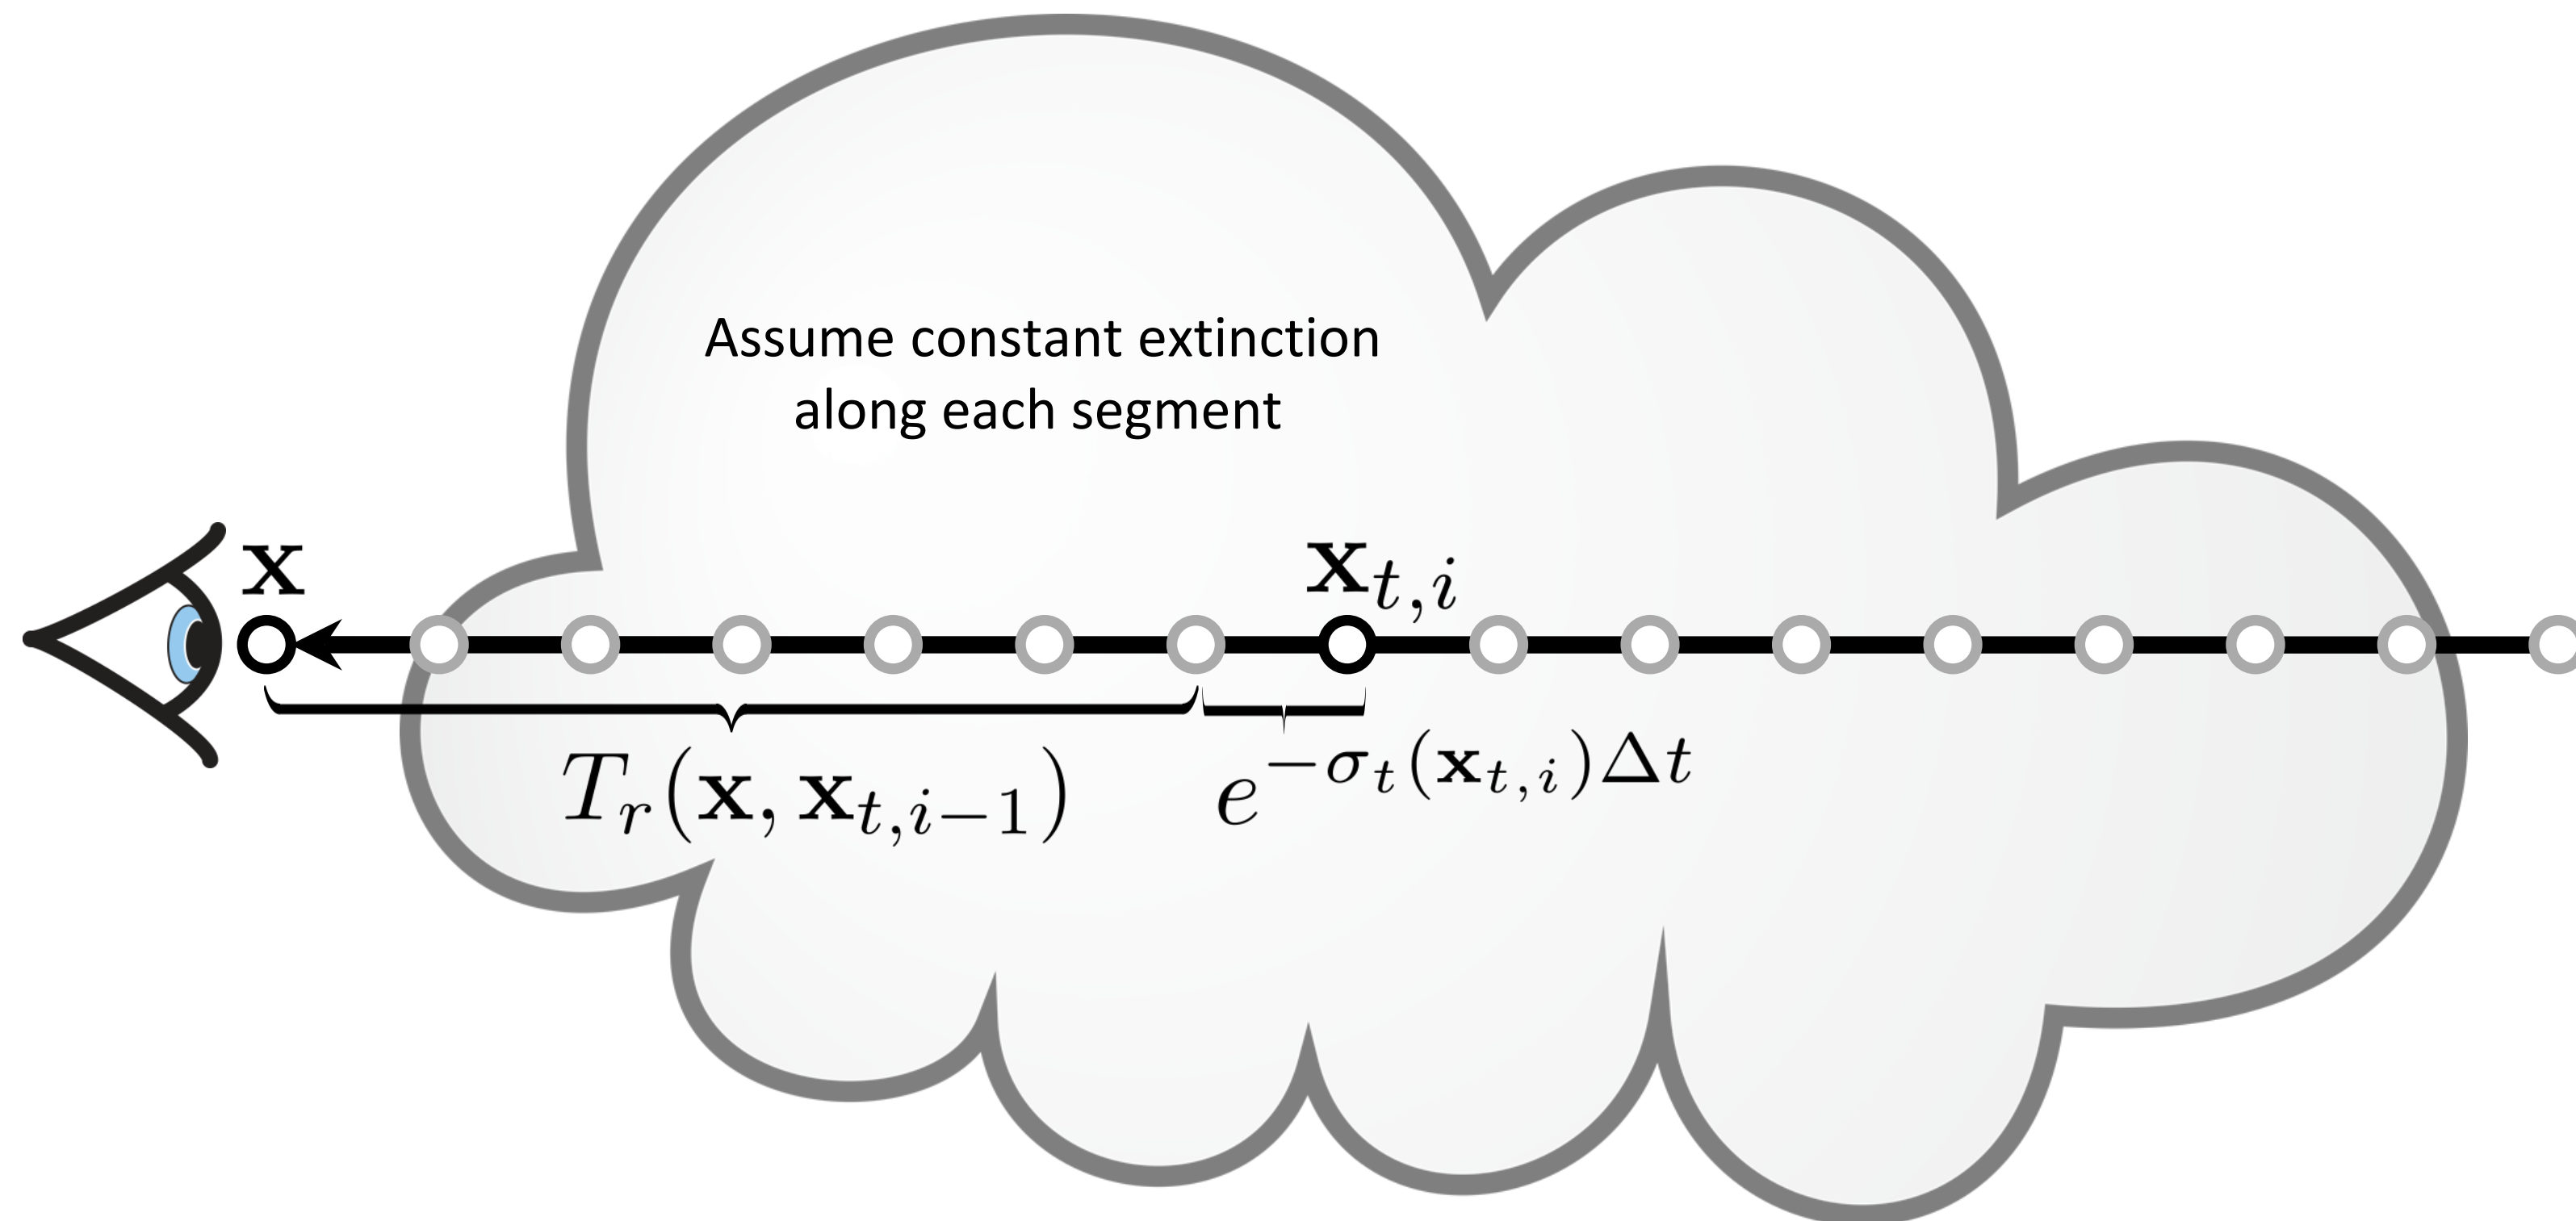 Assume constant extinction
along each segment
x
x_{t,i}
T_r(x, x_{t,i-1})
e^{-σ_t(x_{t,i})Δt}